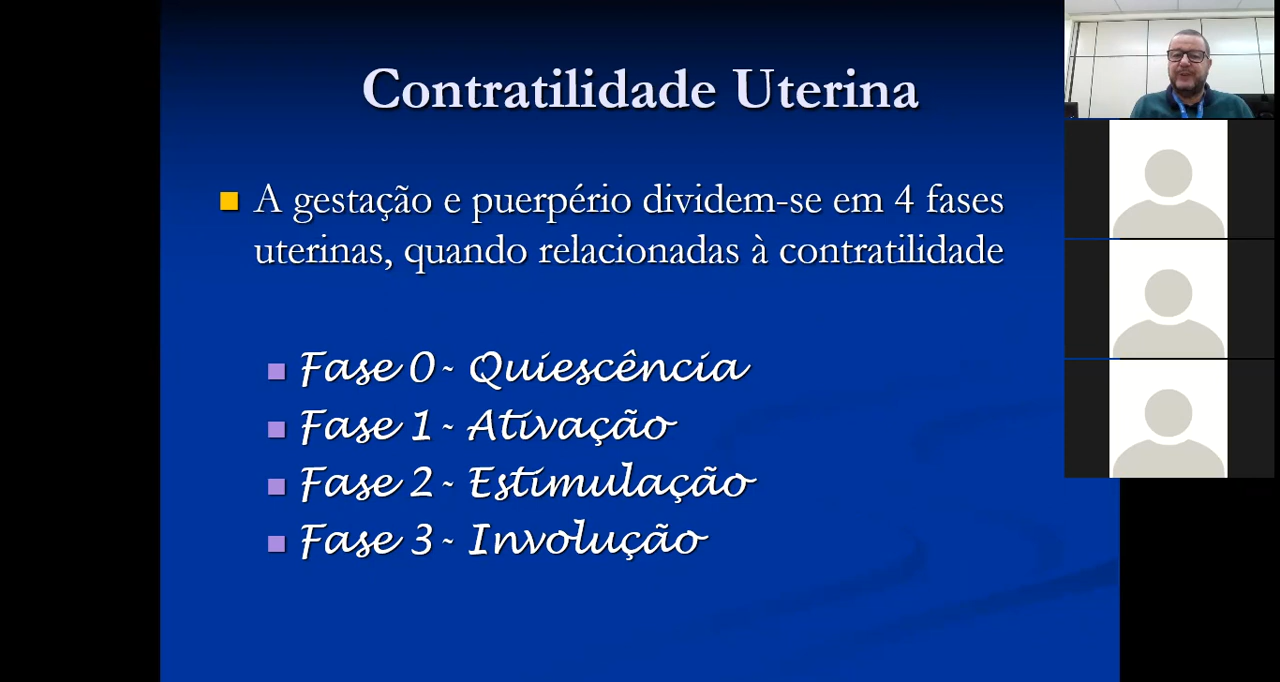 Contratilidade Uterina
A gestação e puerpério dividem-se em 4 fases
uterinas, quando relacionadas à contratilidade
Fase 0- Quiescência
Fase 1- Ativação
Fase 2- Estimulação
Fase 3- Involução